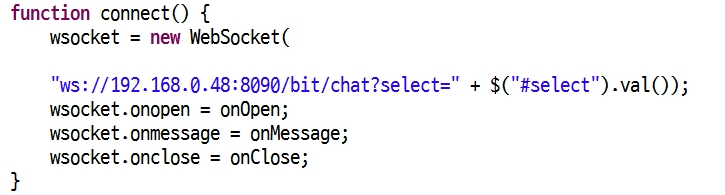 function connect() {
wsocket = new WebSocket(
"ws://192.168.0.48:8090/bit/chat?select=" + $("#select").val());
wsocket.onopen = onOpen;
wsocket.onmessage = onMessage;
wsocket.onclose = onClose;
}